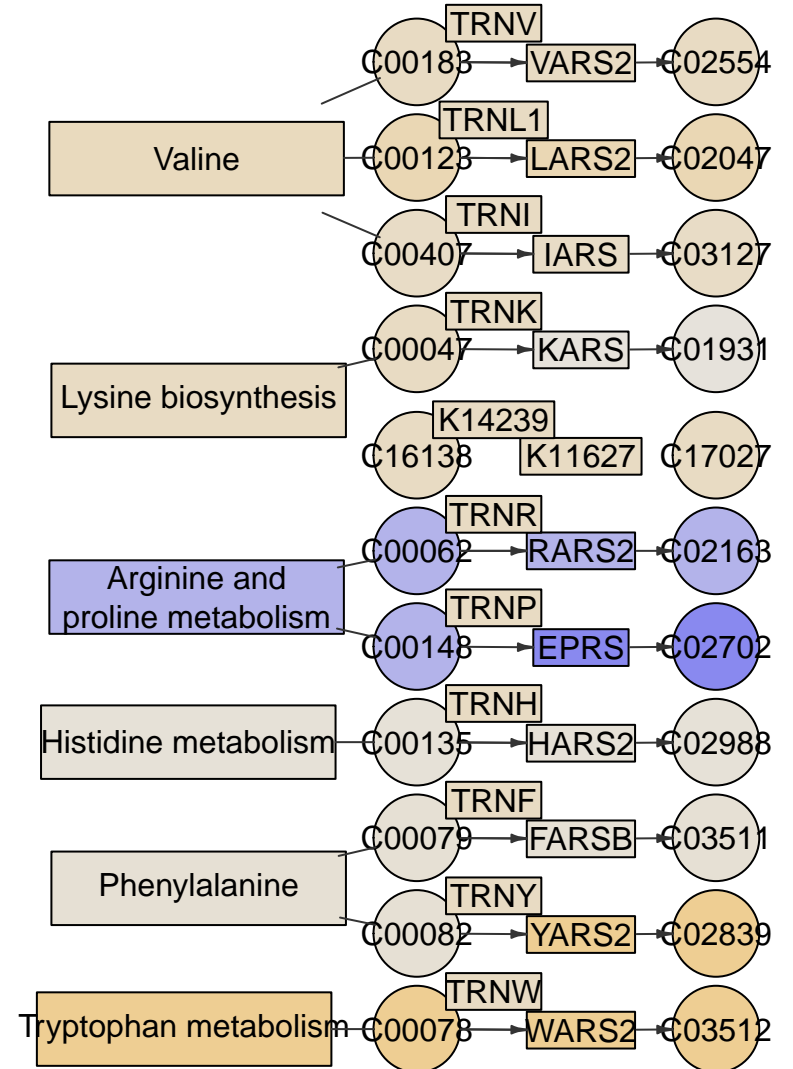 TRNV
C00183
VARS2
C02554
Valine
TRNL1
C00123
LARS2
C02047
TRNI
C00407
IARS
C03127
TRNK
C00047
KARS
C01931
Lysine biosynthesis
K14239
C16138
K11627
C17027
TRNR
C00062
RARS2
C02163
Arginine and
proline metabolism
TRNP
C00148
EPRS
C02702
TRNH
Histidine metabolism
C00135
HARS2
C02988
TRNF
C00079
FARSB
C03511
Phenylalanine
TRNY
C00082
YARS2
C02839
TRNW
Tryptophan metabolism
C00078
WARS2
C03512